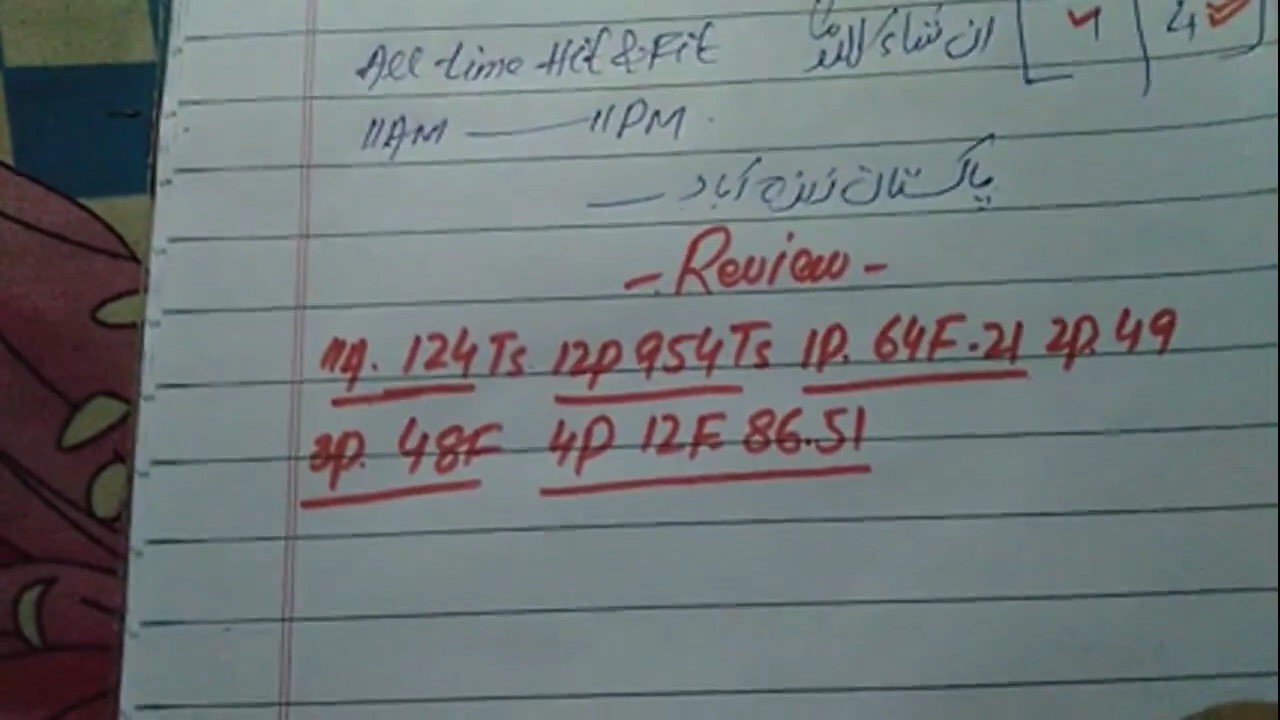 All time Hit & Fit ان شاء اللہ 4
11AM — 11PM.
پاکستان زندہ آباد —
- Review -
11A. 124Ts 12P 954Ts 1P. 64F.21 2P. 49
3P. 48F 4P 12F 86.51